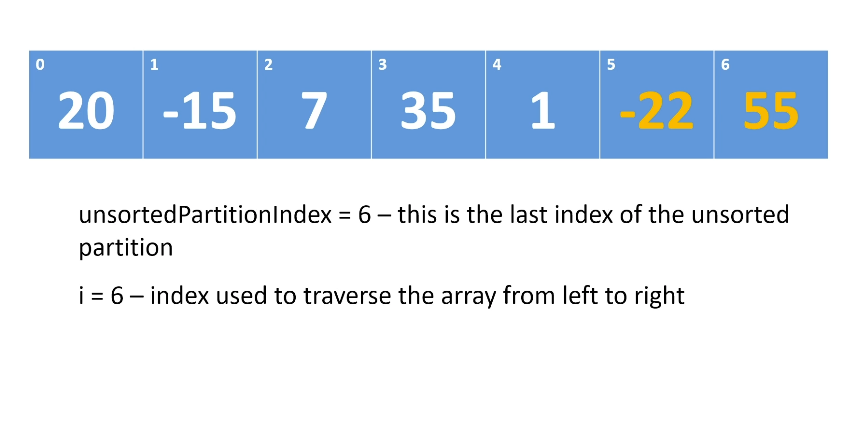 0 1 2 3 4 5 6
20 -15 7 35 1 -22 55
unsortedPartitionIndex = 6 – this is the last index of the unsorted
partition
i = 6 – index used to traverse the array from left to right